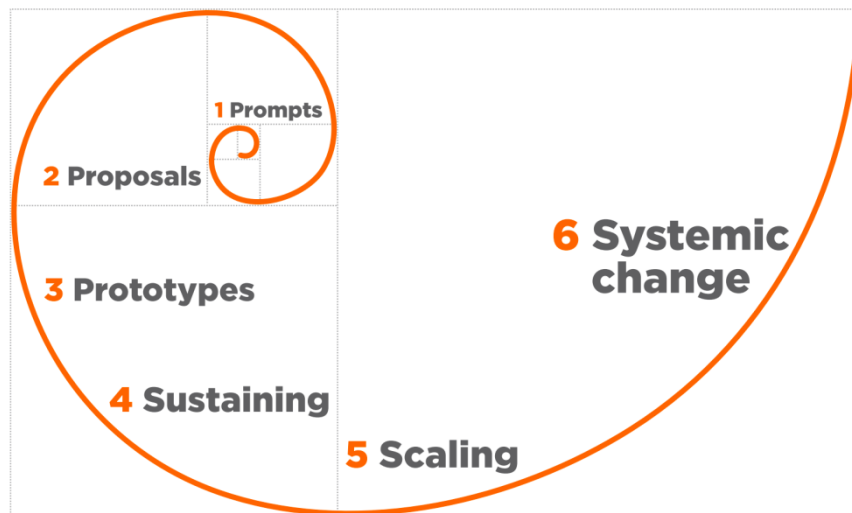 1 Prompts
2 Proposals
3 Prototypes
4 Sustaining
5 Scaling
6 Systemic
change